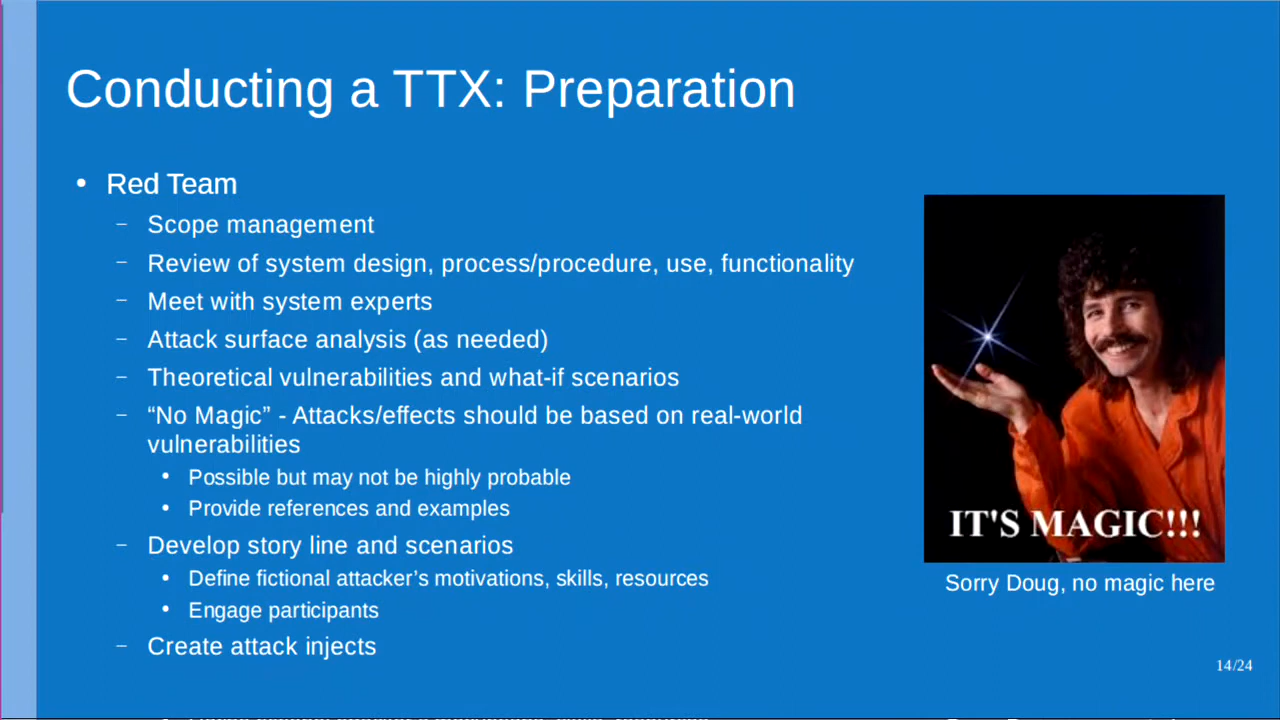 Conducting a TTX: Preparation
• Red Team
– Scope management
– Review of system design, process/procedure, use, functionality
– Meet with system experts
– Attack surface analysis (as needed)
– Theoretical vulnerabilities and what-if scenarios
– “No Magic” - Attacks/effects should be based on real-world
vulnerabilities
• Possible but may not be highly probable
• Provide references and examples
– Develop story line and scenarios
• Define fictional attacker’s motivations, skills, resources
• Engage participants
– Create attack injects
IT'S MAGIC!!!
Sorry Doug, no magic here
14/24